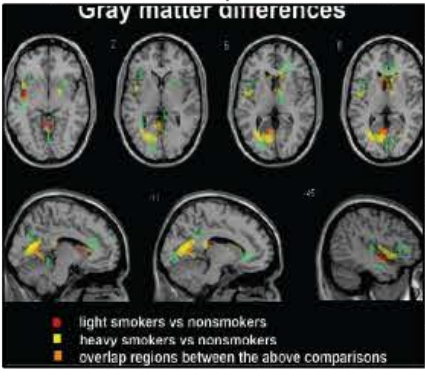 Gray matter differences
light smokers vs nonsmokers
heavy smokers vs nonsmokers
overlap regions between the above comparisons